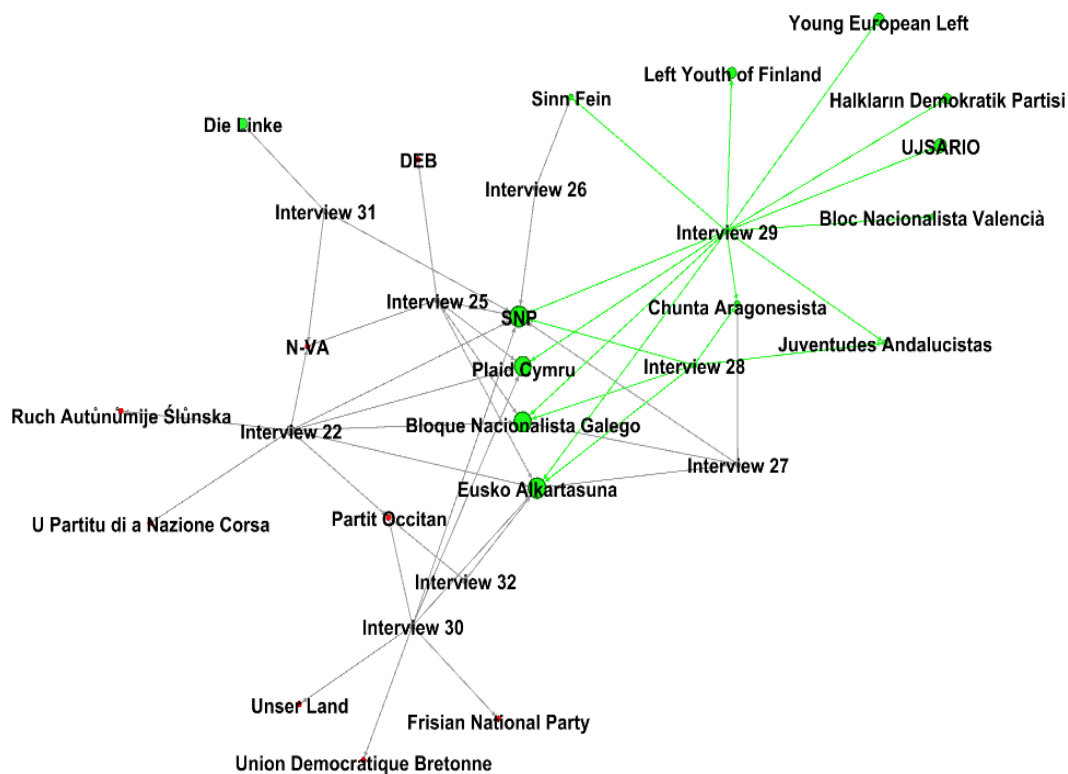 Young European Left
Left Youth of Finland
Sinn Fein
Halkların Demokratik Partisi
Die Linke
UJSARIO
DEB
Interview 26
Interview 31
Bloc Nacionalista Valencià
Interview 29
Interview 25
Chunta Aragonesista
SNP
N-VA
Juventudes Andalucistas
Plaid Cymru
Interview 28
Ruch Autůnůmije Ślůnska
Interview 22
Bloque Nacionalista Galego
Interview 27
Eusko Alkartasuna
U Partitu di a Nazione Corsa
Partit Occitan
Interview 32
Interview 30
Unser Land
Frisian National Party
Union Democratique Bretonne